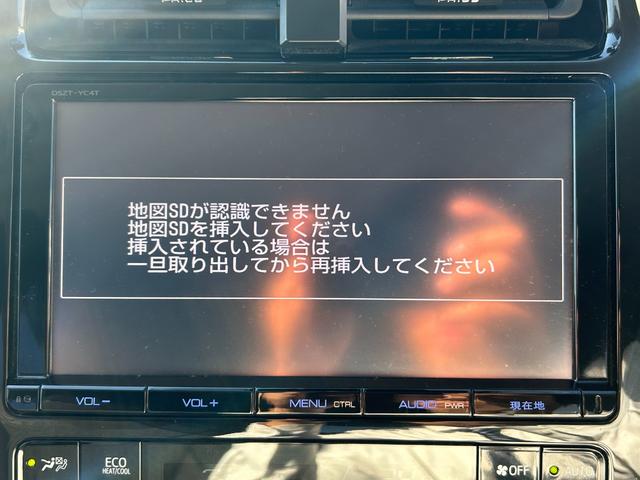 DSZT-YC4T
地図SDが認識できません
地図SDを挿入してください
挿入されている場合は
一旦取り出してから再挿入してください
VOL－
VOL＋
MENU CTRL
AUDIO PWR
現在地
ECO
HEAT/COOL
OFF
AUTO